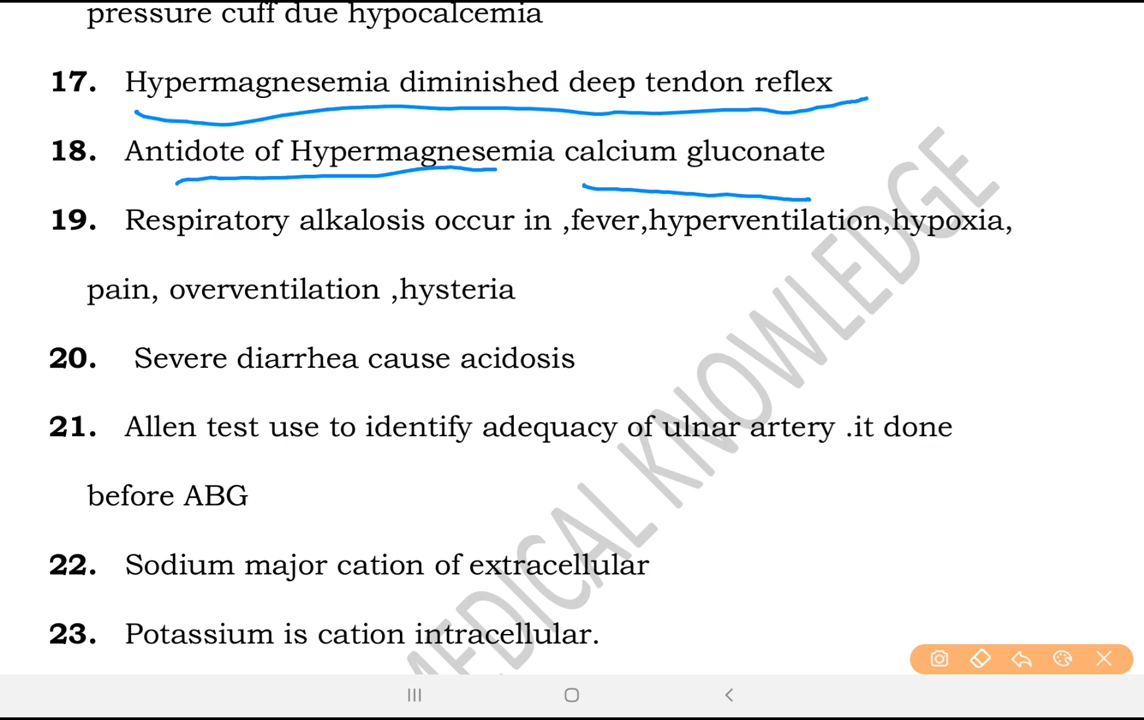 pressure cuff due hypocalcemia
17. Hypermagnesemia diminished deep tendon reflex
18. Antidote of Hypermagnesemia calcium gluconate
19. Respiratory alkalosis occur in ,fever,hyperventilation,hypoxia,
pain, overventilation ,hysteria
20. Severe diarrhea cause acidosis
21. Allen test use to identify adequacy of ulnar artery .it done
before ABG
22. Sodium major cation of extracellular
23. Potassium is cation intracellular.
MEDICAL KNOWLEDGE